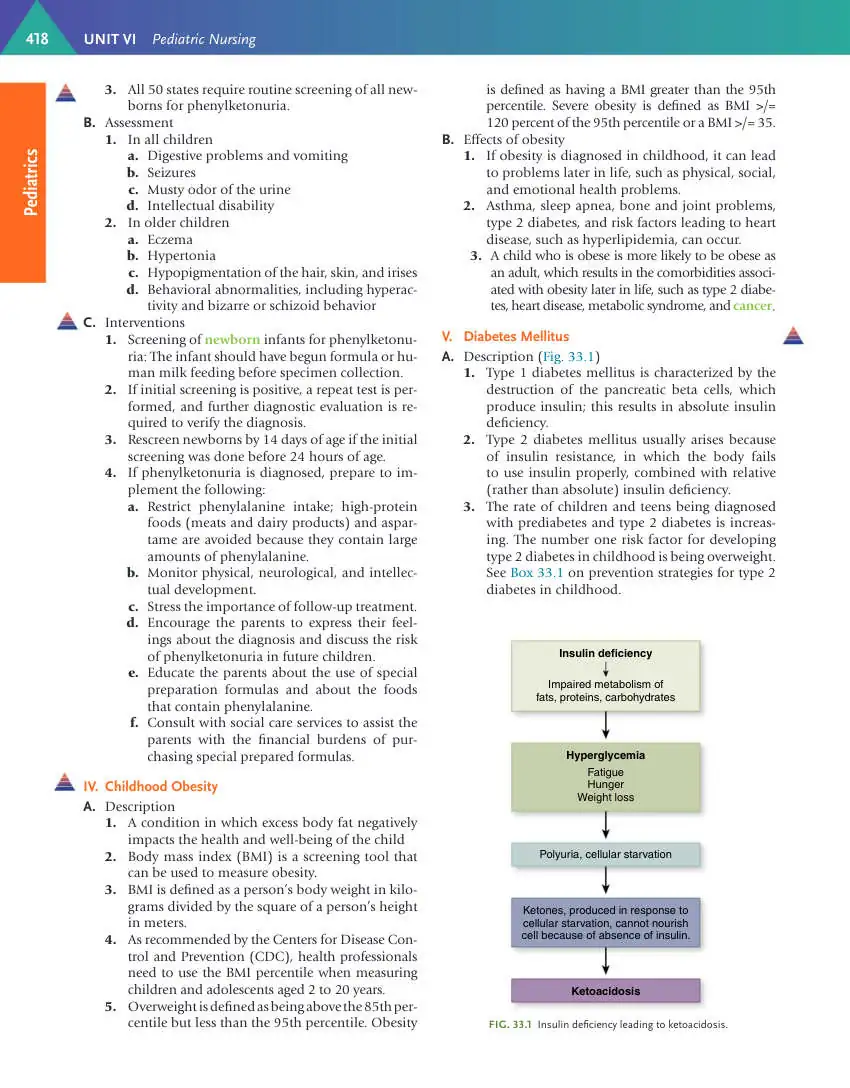 418 UNIT VI Pediatric Nursing
Pediatrics
3. All 50 states require routine screening of all new-
borns for phenylketonuria.
B. Assessment
1. In all children
a. Digestive problems and vomiting
b. Seizures
c. Musty odor of the urine
d. Intellectual disability
2. In older children
a. Eczema
b. Hypertonia
c. Hypopigmentation of the hair, skin, and irises
d. Behavioral abnormalities, including hyperac-
tivity and bizarre or schizoid behavior
C. Interventions
1. Screening of newborn infants for phenylketonu-
ria: The infant should have begun formula or hu-
man milk feeding before specimen collection.
2. If initial screening is positive, a repeat test is per-
formed, and further diagnostic evaluation is re-
quired to verify the diagnosis.
3. Rescreen newborns by 14 days of age if the initial
screening was done before 24 hours of age.
4. If phenylketonuria is diagnosed, prepare to im-
plement the following:
a. Restrict phenylalanine intake; high-protein
foods (meats and dairy products) and aspar-
tame are avoided because they contain large
amounts of phenylalanine.
b. Monitor physical, neurological, and intellec-
tual development.
c. Stress the importance of follow-up treatment.
d. Encourage the parents to express their feel-
ings about the diagnosis and discuss the risk
of phenylketonuria in future children.
e. Educate the parents about the use of special
preparation formulas and about the foods
that contain phenylalanine.
f. Consult with social care services to assist the
parents with the financial burdens of pur-
chasing special prepared formulas.
IV. Childhood Obesity
A. Description
1. A condition in which excess body fat negatively
impacts the health and well-being of the child
2. Body mass index (BMI) is a screening tool that
can be used to measure obesity.
3. BMI is defined as a person's body weight in kilo-
grams divided by the square of a person's height
in meters.
4. As recommended by the Centers for Disease Con-
trol and Prevention (CDC), health professionals
need to use the BMI percentile when measuring
children and adolescents aged 2 to 20 years.
5. Overweight is defined as being above the 85th per-
centile but less than the 95th percentile. Obesity
is defined as having a BMI greater than the 95th
percentile. Severe obesity is defined as BMI >/=
120 percent of the 95th percentile or a BMI >/= 35.
B. Effects of obesity
1. If obesity is diagnosed in childhood, it can lead
to problems later in life, such as physical, social,
and emotional health problems.
2. Asthma, sleep apnea, bone and joint problems,
type 2 diabetes, and risk factors leading to heart
disease, such as hyperlipidemia, can occur.
3. A child who is obese is more likely to be obese as
an adult, which results in the comorbidities associ-
ated with obesity later in life, such as type 2 diabe-
tes, heart disease, metabolic syndrome, and cancer.
V. Diabetes Mellitus
A. Description (Fig. 33.1)
1. Type 1 diabetes mellitus is characterized by the
destruction of the pancreatic beta cells, which
produce insulin; this results in absolute insulin
deficiency.
2. Type 2 diabetes mellitus usually arises because
of insulin resistance, in which the body fails
to use insulin properly, combined with relative
(rather than absolute) insulin deficiency.
3. The rate of children and teens being diagnosed
with prediabetes and type 2 diabetes is increas-
ing. The number one risk factor for developing
type 2 diabetes in childhood is being overweight.
See Box 33.1 on prevention strategies for type 2
diabetes in childhood.
Insulin deficiency
Impaired metabolism of
fats, proteins, carbohydrates
Hyperglycemia
Fatigue
Hunger
Weight loss
Polyuria, cellular starvation
Ketones, produced in response to
cellular starvation, cannot nourish
cell because of absence of insulin.
Ketoacidosis
FIG. 33.1 Insulin deficiency leading to ketoacidosis.